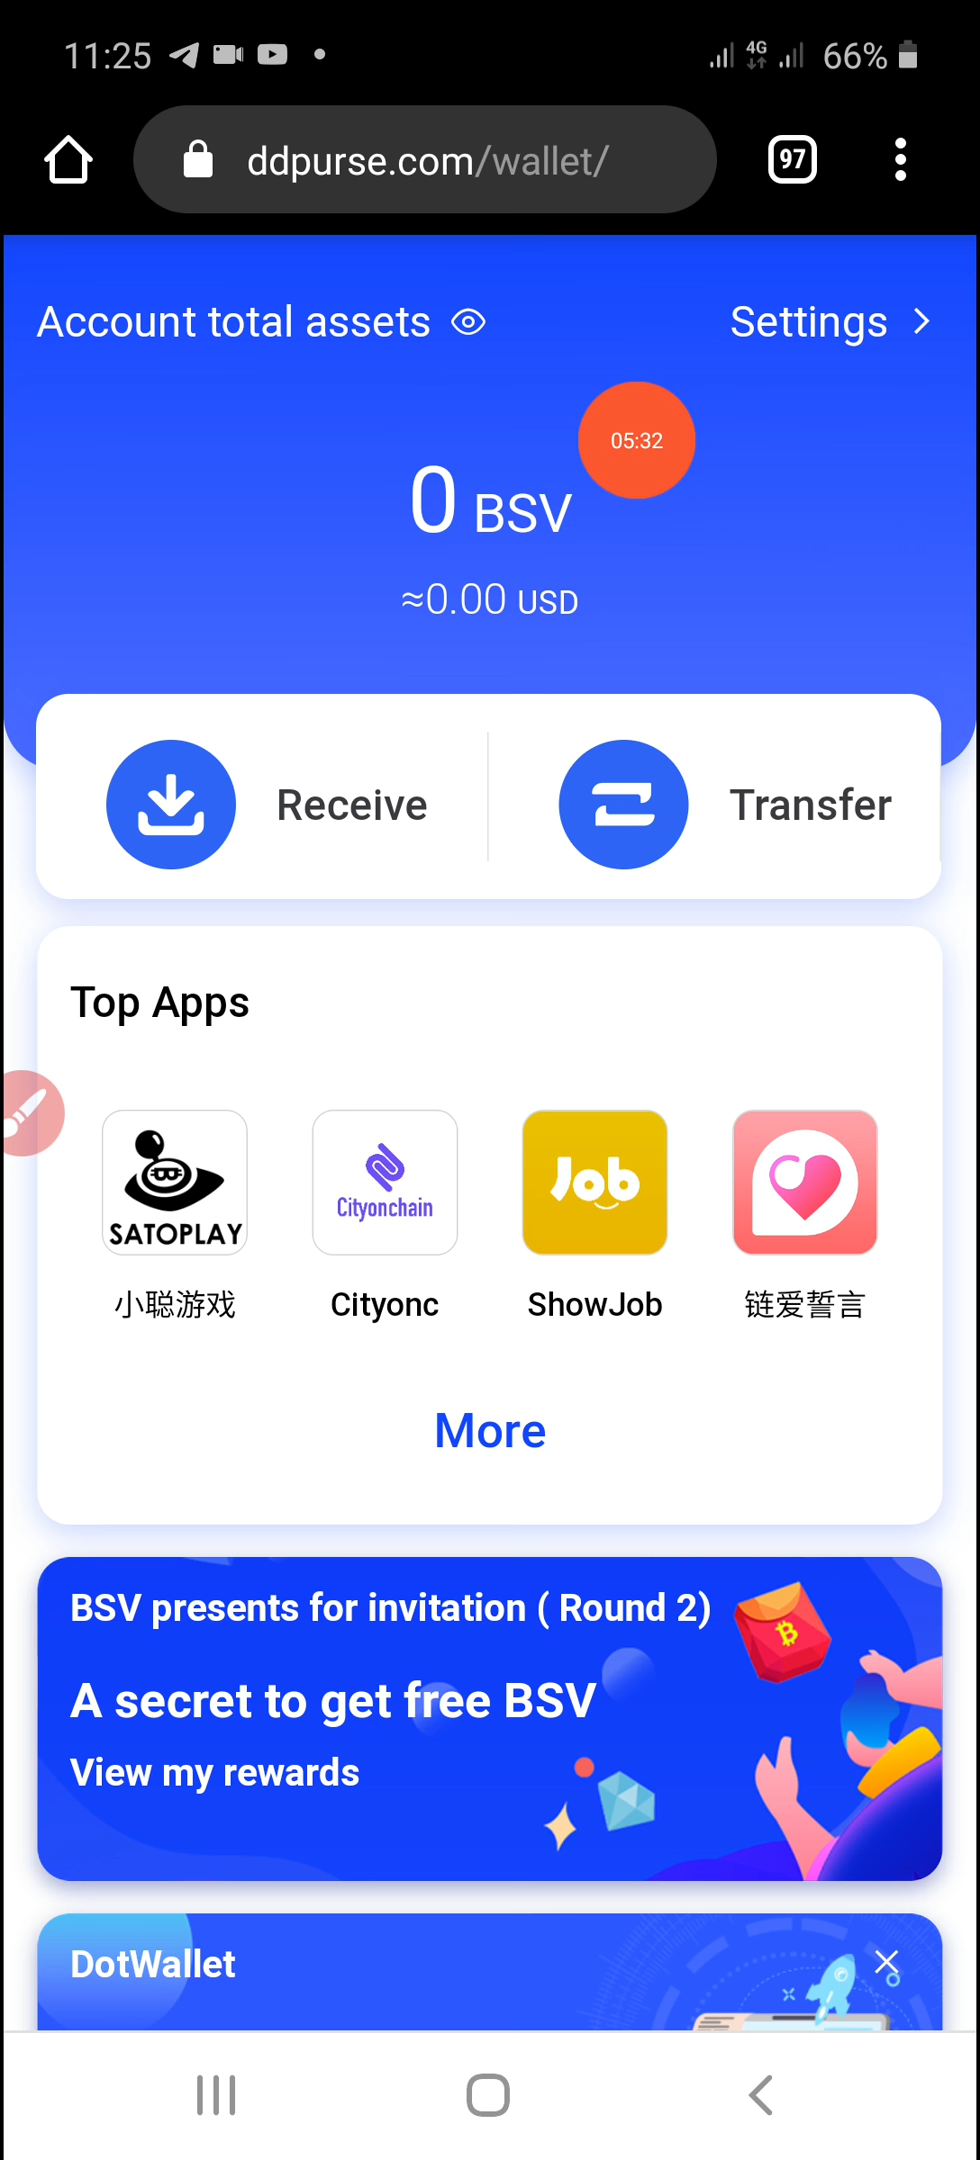 11:25
4G
66%
ddpurse.com/wallet/
97
Account total assets
Settings
05:32
0 BSV
≈0.00 USD
Receive
Transfer
Top Apps
SATOPLAY
Cityonchain
Job
小聪游戏
Cityonc
ShowJob
链爱誓言
More
BSV presents for invitation ( Round 2)
A secret to get free BSV
View my rewards
DotWallet